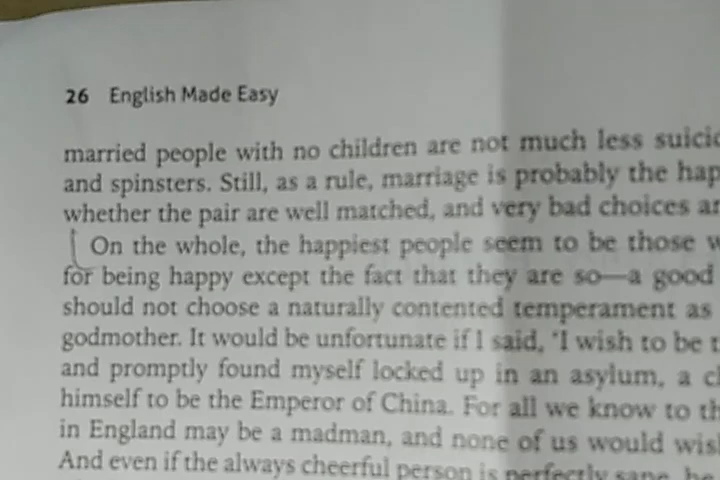 26 English Made Easy
married people with no children are not much less
and spinsters. Still, as a rule, marriage is probably the
whether the pair are well matched, and very bad choices
On the whole, the happiest people seem to be those
for being happy except the fact that they are so—a good
should not choose a naturally contented temperament as
godmother. It would be unfortunate if I said, 'I wish to be
and promptly found myself locked up in an asylum, a
himself to be the Emperor of China. For all we know to
in England may be a madman, and none of us would
And even if the always cheerful person is perfectly sane, he